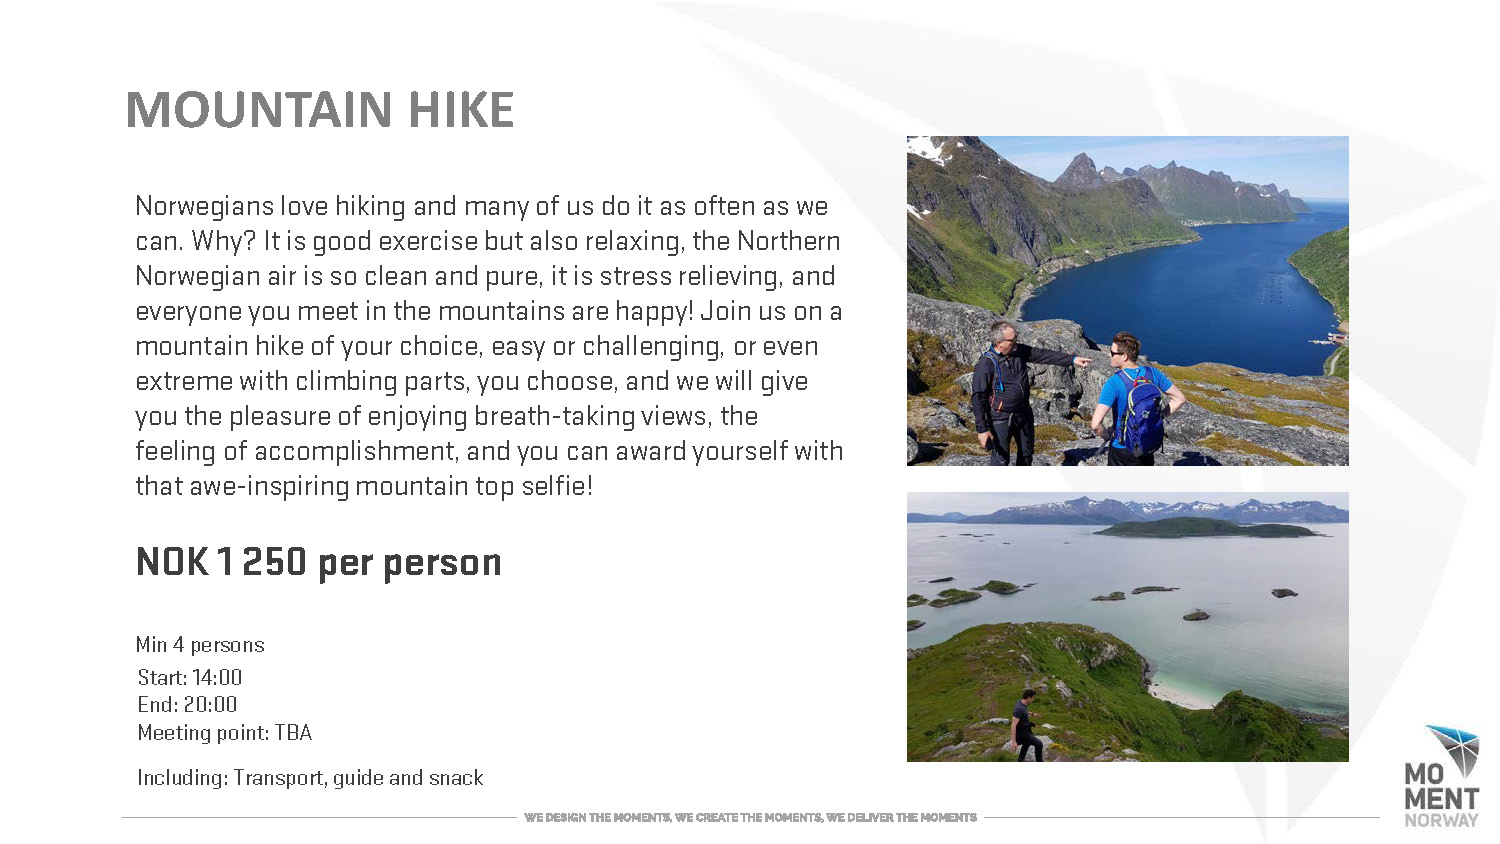 MOUNTAIN HIKE
Norwegians love hiking and many of us do it as often as we
can. Why? It is good exercise but also relaxing, the Northern
Norwegian air is so clean and pure, it is stress relieving, and
everyone you meet in the mountains are happy! Join us on a
mountain hike of your choice, easy or challenging, or even
extreme with climbing parts, you choose, and we will give
you the pleasure of enjoying breath-taking views, the
feeling of accomplishment, and you can award yourself with
that awe-inspiring mountain top selfie!
NOK 1 250 per person
Min 4 persons
Start: 14:00
End: 20:00
Meeting point: TBA
Including: Transport, guide and snack
WE DESIGN THE MOMENTS, WE CREATE THE MOMENTS, WE DELIVER THE MOMENTS
MO
MENT
NORWAY